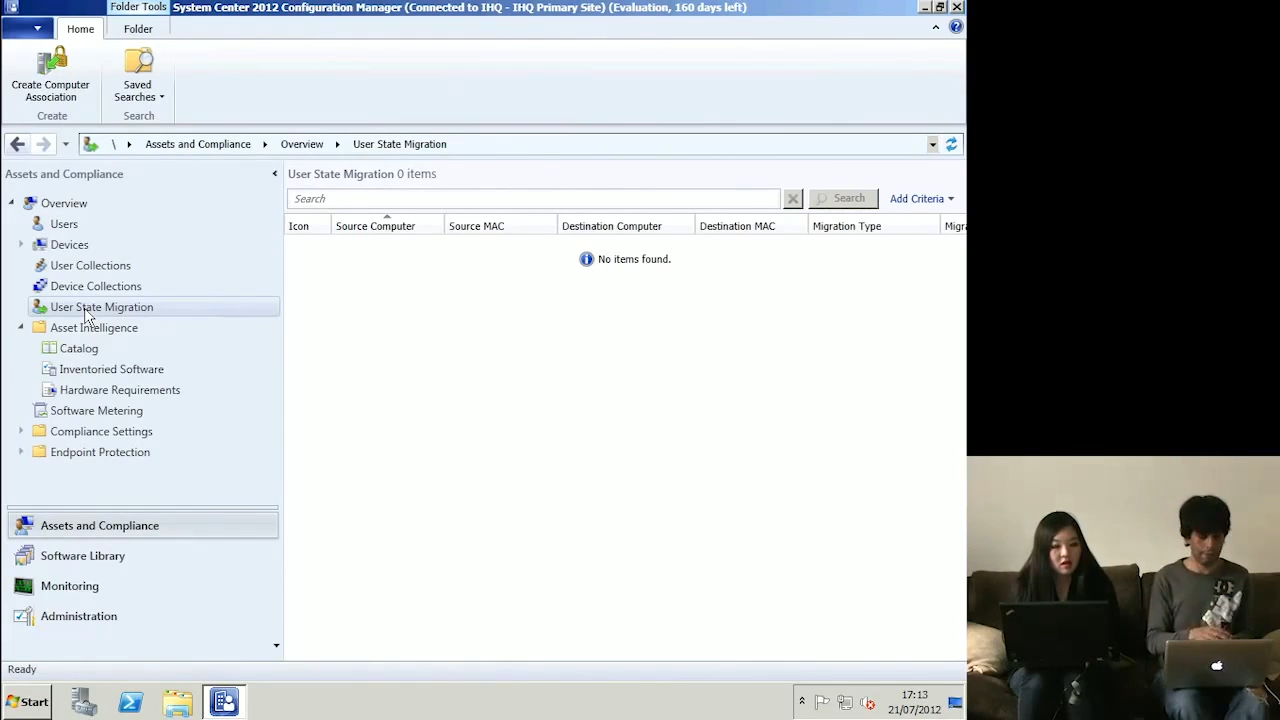 Folder Tools
System Center 2012 Configuration Manager (Connected to IHQ - IHQ Primary Site) (Evaluation, 160 days left)
Home
Folder
Create Computer
Association
Saved
Searches
Create
Search
\ Assets and Compliance Overview User State Migration
Assets and Compliance
Overview
Users
Devices
User Collections
Device Collections
User State Migration
Asset Intelligence
Catalog
Inventoried Software
Hardware Requirements
Software Metering
Compliance Settings
Endpoint Protection
Assets and Compliance
Software Library
Monitoring
Administration
User State Migration 0 items
Search
Search
Add Criteria
Icon Source Computer Source MAC Destination Computer Destination MAC Migration Type Migra
No items found.
Ready
Start
17:13
21/07/2012